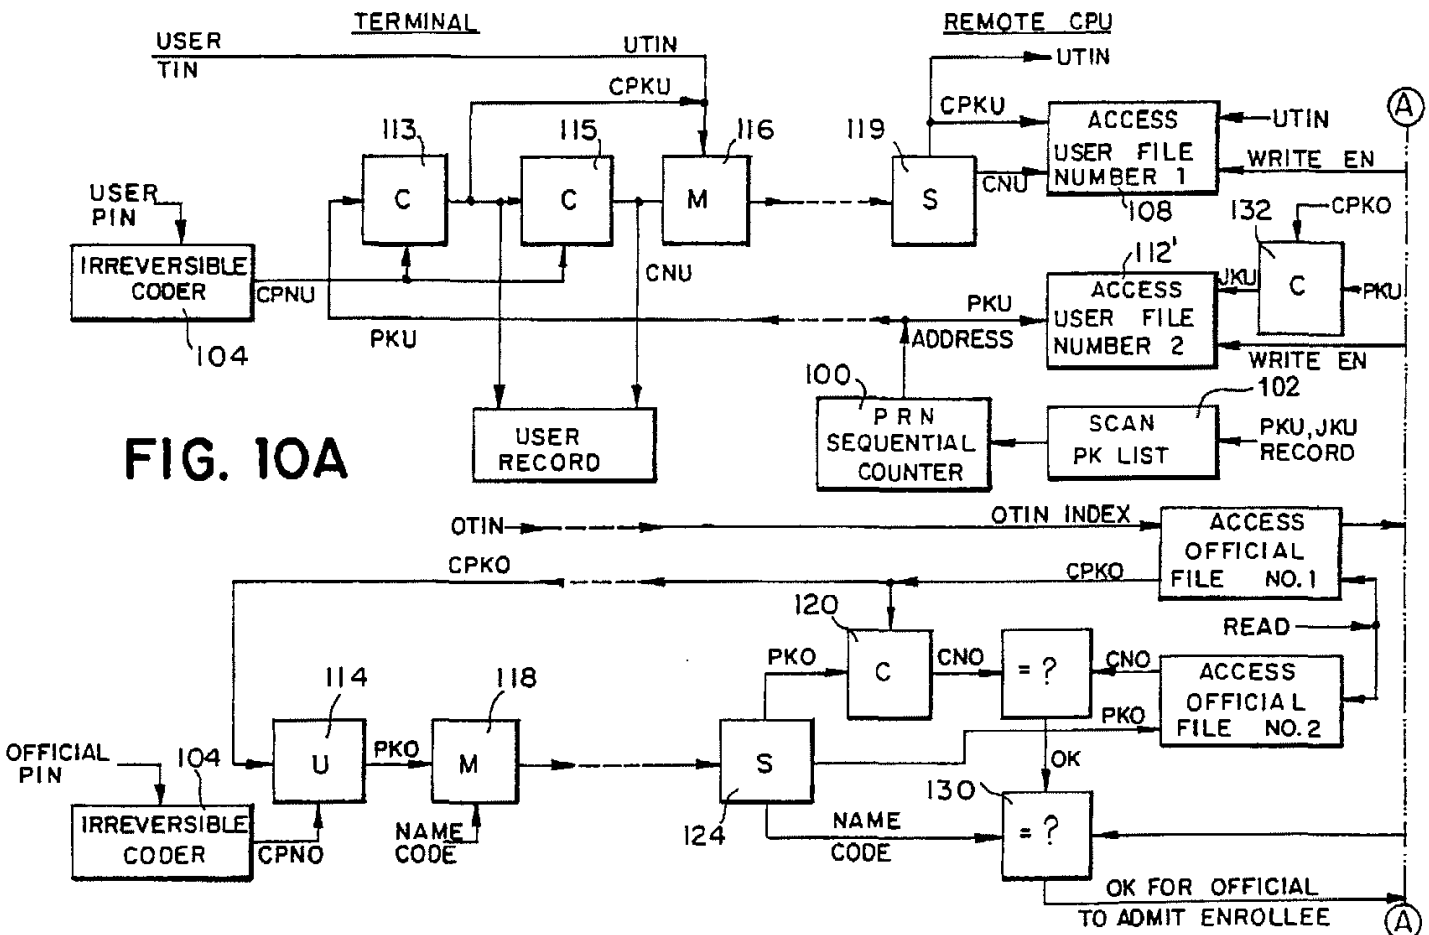 TERMINAL
REMOTE CPU
USER
TIN
UTIN
UTIN
CPKU
CPKU
113
115
116
119
ACCESS
USER FILE
NUMBER 1
UTIN
WRITE EN
A
USER
PIN
C
C
M
S
CNU
108
132
CPKO
IRREVERSIBLE
CODER
CPNU
CNU
112'
ACCESS
USER FILE
NUMBER 2
JKU
C
PKU
104
PKU
PKU
ADDRESS
WRITE EN
100
102
PRN
SEQUENTIAL
COUNTER
SCAN
PK LIST
PKU, JKU
RECORD
USER
RECORD
FIG. 10A
OTIN
OTIN INDEX
ACCESS
OFFICIAL
FILE NO. 1
CPKO
CPKO
READ
120
PKO
C
CNO
= ?
CNO
ACCESS
OFFICIAL
FILE NO. 2
PKO
114
118
OFFICIAL
PIN
104
U
PKO
M
S
OK
130
IRREVERSIBLE
CODER
CPNO
NAME
CODE
124
NAME
CODE
= ?
OK FOR OFFICIAL
TO ADMIT ENROLLEE
A